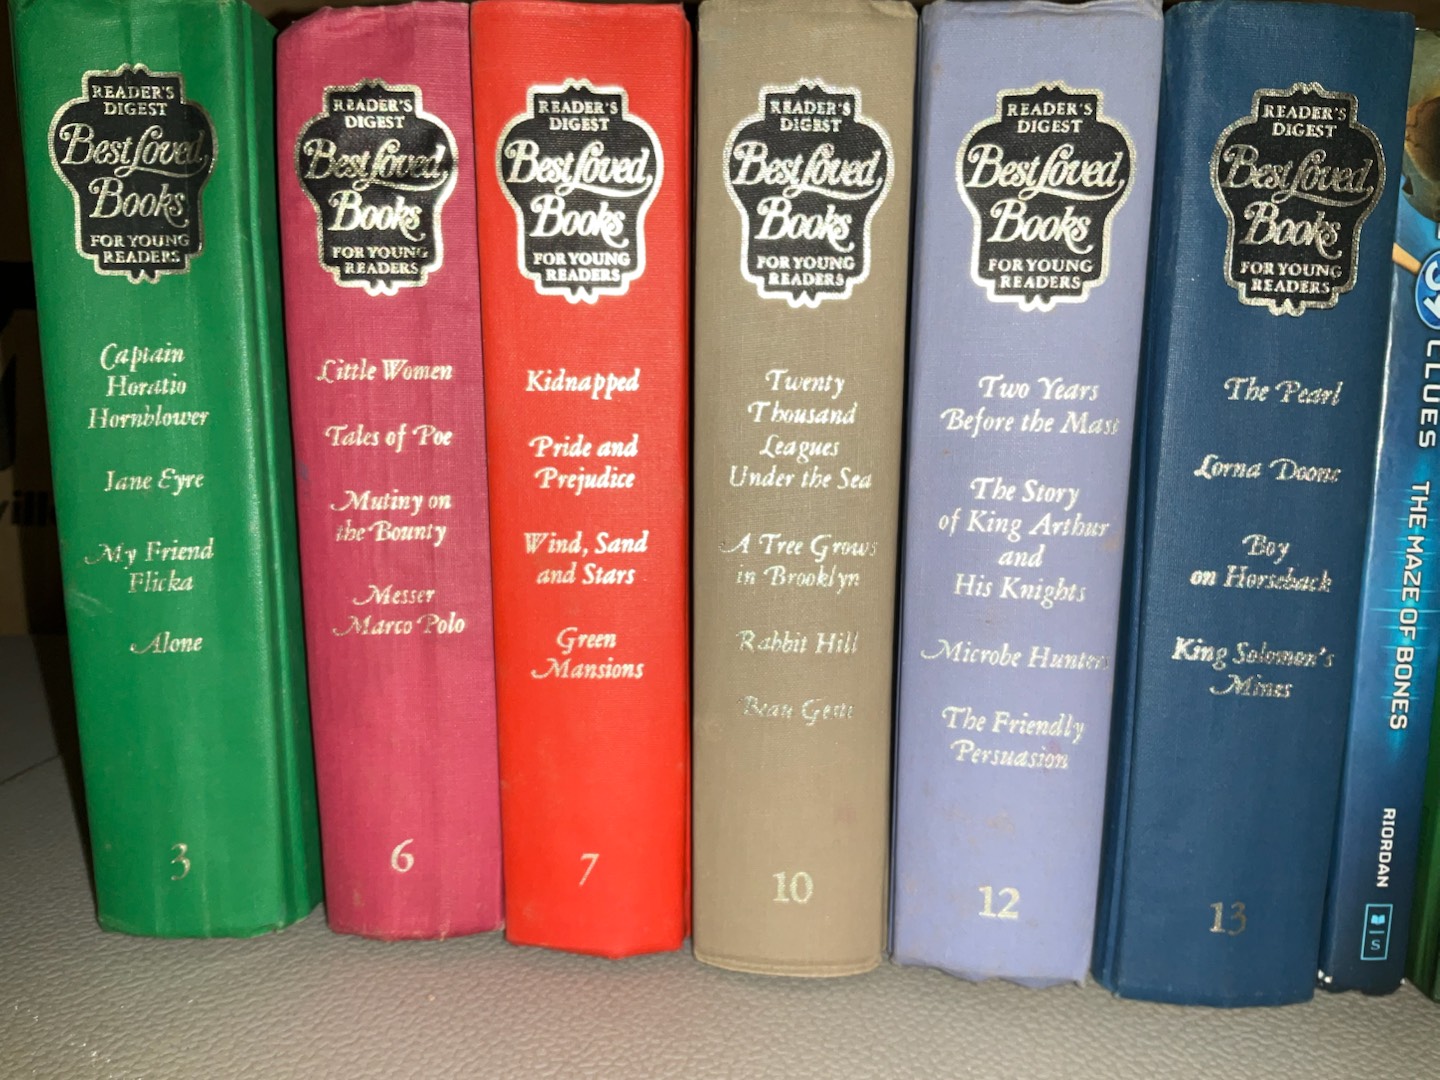 READER'S
DIGEST
Best Loved
Books
FOR YOUNG
READERS
Captain
Horatio
Hornblower
Jane Eyre
My Friend
Flicka
Alone
3
READER'S
DIGEST
Best Loved
Books
FOR YOUNG
READERS
Little Women
Tales of Poe
Mutiny on
the Bounty
Messer
Marco Polo
6
READER'S
DIGEST
Best Loved
Books
FOR YOUNG
READERS
Kidnapped
Pride and
Prejudice
Wind, Sand
and Stars
Green
Mansions
7
READER'S
DIGEST
Best Loved
Books
FOR YOUNG
READERS
Twenty
Thousand
Leagues
Under the Sea
A Tree Grows
in Brooklyn
Rabbit Hill
Beau Geste
10
READER'S
DIGEST
Best Loved
Books
FOR YOUNG
READERS
Two Years
Before the Mast
The Story
of King Arthur
and
His Knights
Microbe Hunters
The Friendly
Persuasion
12
READER'S
DIGEST
Best Loved
Books
FOR YOUNG
READERS
The Pearl
Lorna Doone
Boy
on Horseback
King Solomon's
Mines
13
39
CLUES THE MAZE OF BONES
RIORDAN
S